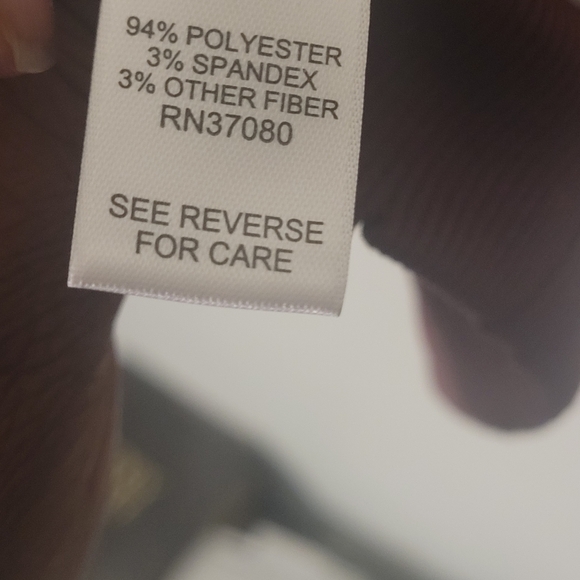 94% POLYESTER
3% SPANDEX
3% OTHER FIBER
RN37080
SEE REVERSE
FOR CARE